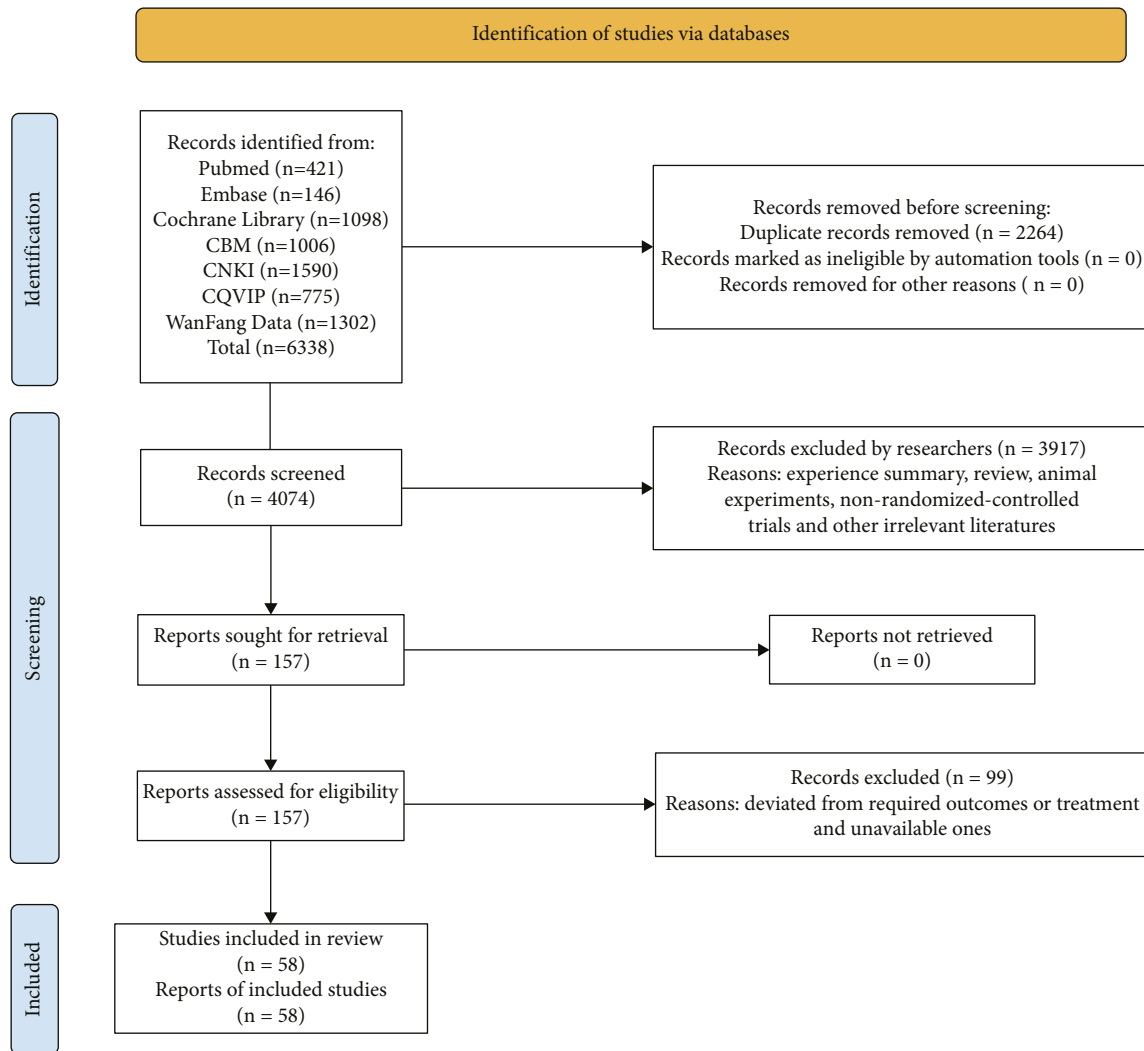 Identification of studies via databases
Identification
Records identified from:
Pubmed (n=421)
Embase (n=146)
Cochrane Library (n=1098)
CBM (n=1006)
CNKI (n=1590)
CQVIP (n=775)
WanFang Data (n=1302)
Total (n=6338)
Records removed before screening:
Duplicate records removed (n = 2264)
Records marked as ineligible by automation tools (n = 0)
Records removed for other reasons ( n = 0)
Screening
Records screened
(n = 4074)
Records excluded by researchers (n = 3917)
Reasons: experience summary, review, animal
experiments, non-randomized-controlled
trials and other irrelevant literatures
Reports sought for retrieval
(n = 157)
Reports not retrieved
(n = 0)
Reports assessed for eligibility
(n = 157)
Records excluded (n = 99)
Reasons: deviated from required outcomes or treatment
and unavailable ones
Included
Studies included in review
(n = 58)
Reports of included studies
(n = 58)